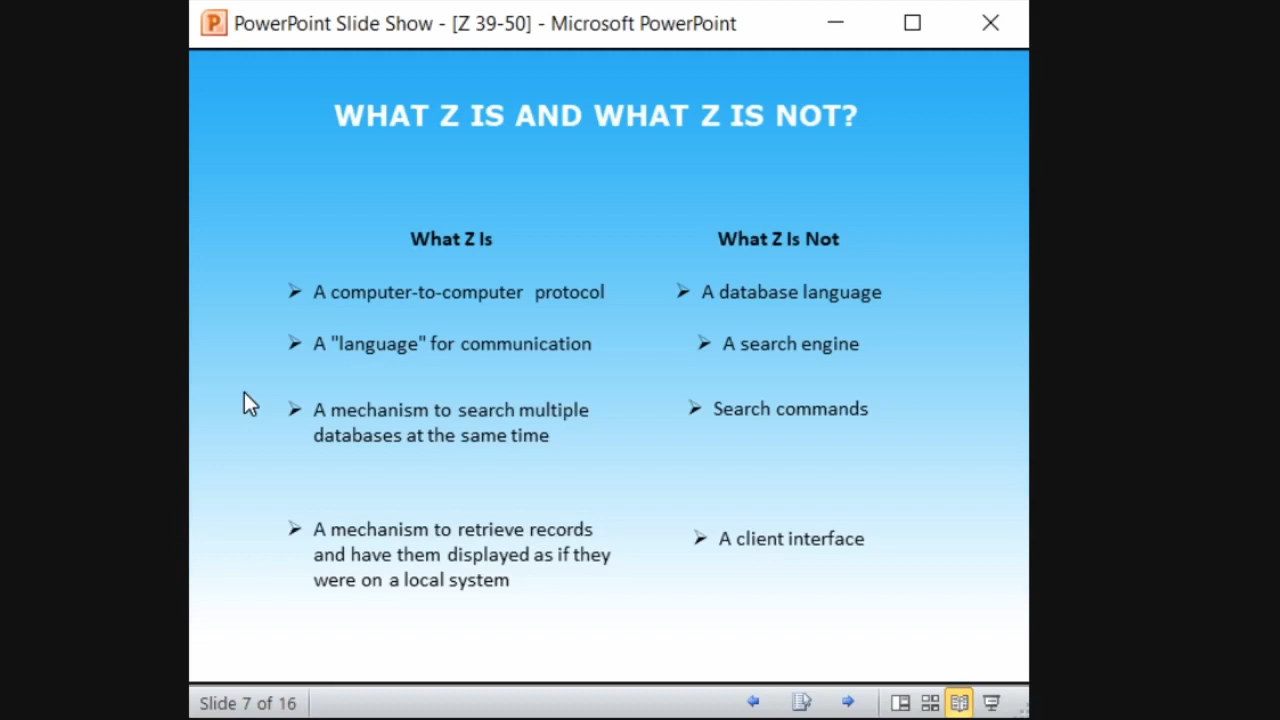 PowerPoint Slide Show - [Z 39-50] - Microsoft PowerPoint
WHAT Z IS AND WHAT Z IS NOT?
What Z Is
What Z Is Not
A computer-to-computer protocol
A database language
A "language" for communication
A search engine
A mechanism to search multiple
databases at the same time
Search commands
A mechanism to retrieve records
and have them displayed as if they
were on a local system
A client interface
Slide 7 of 16